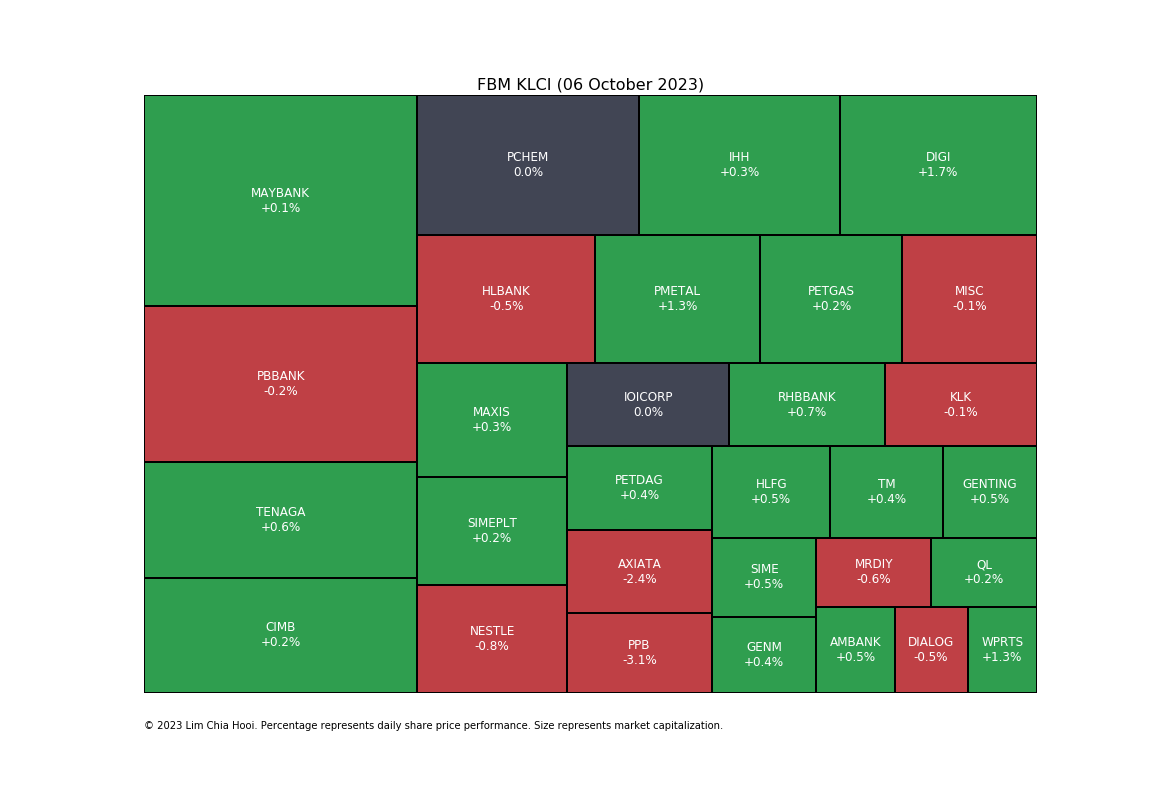 FBM KLCI (06 October 2023)
MAYBANK
+0.1%
PBBANK
-0.2%
TENAGA
+0.6%
CIMB
+0.2%
PCHEM
0.0%
IHH
+0.3%
DIGI
+1.7%
HLBANK
-0.5%
PMETAL
+1.3%
PETGAS
+0.2%
MISC
-0.1%
MAXIS
+0.3%
SIMEPLT
+0.2%
NESTLE
-0.8%
IOICORP
0.0%
RHBBANK
+0.7%
KLK
-0.1%
PETDAG
+0.4%
AXIATA
-2.4%
PPB
-3.1%
HLFG
+0.5%
TM
+0.4%
GENTING
+0.5%
SIME
+0.5%
GENM
+0.4%
MRDIY
-0.6%
QL
+0.2%
AMBANK
+0.5%
DIALOG
-0.5%
WPRTS
+1.3%
© 2023 Lim Chia Hooi. Percentage represents daily share price performance. Size represents market capitalization.